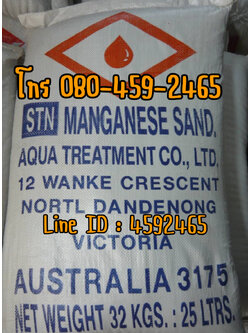 โทร 080-459-2465
STN MANGANESE SAND.
AQUA TREATMENT CO., LTD.
12 WANKE CRESCENT
NORTL DANDENONG
Line ID : 4592465
VICTORIA
AUSTRALIA 3175
NET WEIGHT 32 KGS. : 25 LTRS.